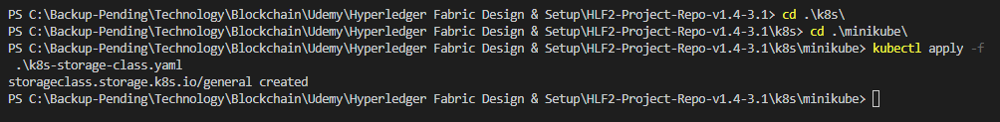 PS C:\Backup-Pending\Technology\Blockchain\Udemy\Hyperledger Fabric Design & Setup\HLF2-Project-Repo-v1.4-3.1> cd .\k8s\
PS C:\Backup-Pending\Technology\Blockchain\Udemy\Hyperledger Fabric Design & Setup\HLF2-Project-Repo-v1.4-3.1\k8s> cd .\minikube\
PS C:\Backup-Pending\Technology\Blockchain\Udemy\Hyperledger Fabric Design & Setup\HLF2-Project-Repo-v1.4-3.1\k8s\minikube> kubectl apply -f
.\k8s-storage-class.yaml
storageclass.storage.k8s.io/general created
PS C:\Backup-Pending\Technology\Blockchain\Udemy\Hyperledger Fabric Design & Setup\HLF2-Project-Repo-v1.4-3.1\k8s\minikube>